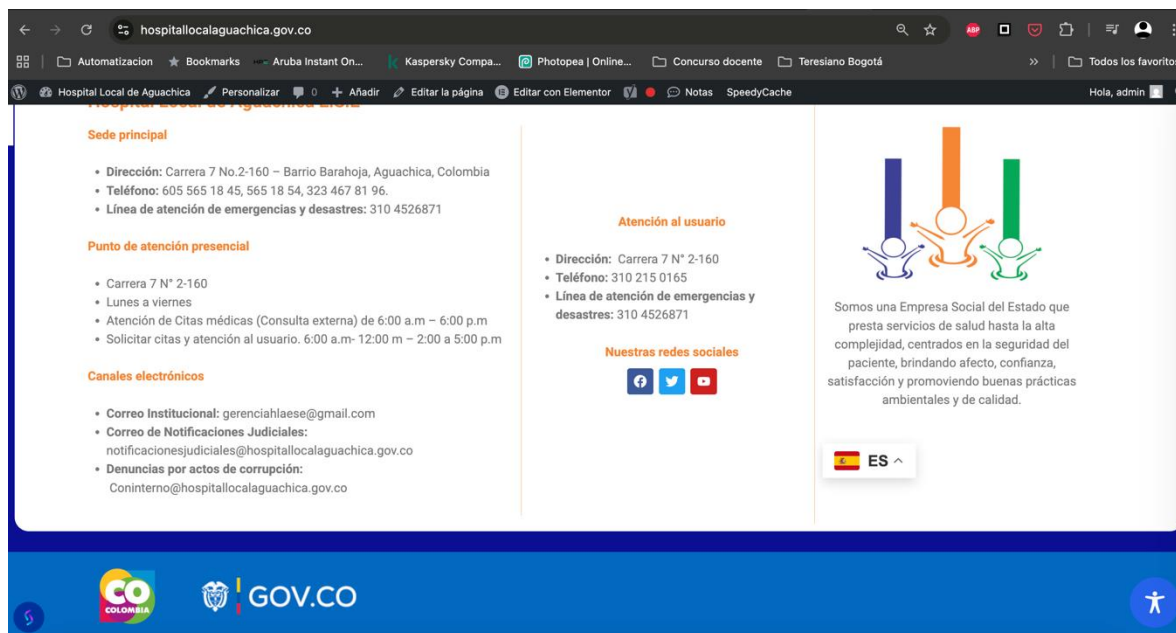 hospitallocalaguachica.gov.co
ABP
Automatizacion
Bookmarks
Aruba Instant On...
Kaspersky Compa...
Photopea | Online...
Concurso docente
Teresiano Bogotá
»
Todos los favoritos
Hospital Local de Aguachica
Personalizar
0
+ Añadir
Editar la página
Editar con Elementor
Notas
SpeedyCache
Hola, admin
Hospital Local de Aguachica E.S.E
Sede principal
• Dirección: Carrera 7 No.2-160 – Barrio Barahoja, Aguachica, Colombia
• Teléfono: 605 565 18 45, 565 18 54, 323 467 81 96.
• Línea de atención de emergencias y desastres: 310 4526871
Punto de atención presencial
• Carrera 7 N° 2-160
• Lunes a viernes
• Atención de Citas médicas (Consulta externa) de 6:00 a.m – 6:00 p.m
• Solicitar citas y atención al usuario. 6:00 a.m- 12:00 m – 2:00 a 5:00 p.m
Canales electrónicos
• Correo Institucional: gerenciahlaese@gmail.com
• Correo de Notificaciones Judiciales:
notificacionesjudiciales@hospitallocalaguachica.gov.co
• Denuncias por actos de corrupción:
Coninterno@hospitallocalaguachica.gov.co
Atención al usuario
• Dirección: Carrera 7 N° 2-160
• Teléfono: 310 215 0165
• Línea de atención de emergencias y
desastres: 310 4526871
Nuestras redes sociales
Somos una Empresa Social del Estado que
presta servicios de salud hasta la alta
complejidad, centrados en la seguridad del
paciente, brindando afecto, confianza,
satisfacción y promoviendo buenas prácticas
ambientales y de calidad.
ES
CO
COLOMBIA
GOV.CO